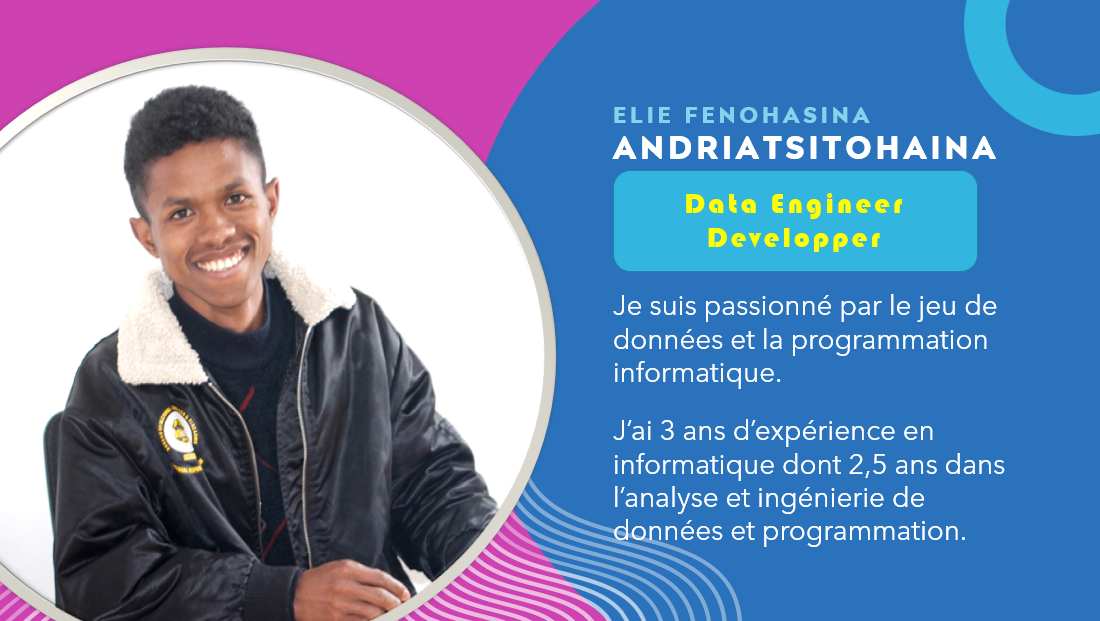 ELIE FENOHASINA
ANDRIATSITOHAINA
Data Engineer
Developper
Je suis passionné par le jeu de
données et la programmation
informatique.
J’ai 3 ans d’expérience en
informatique dont 2,5 ans dans
l’analyse et ingénierie de
données et programmation.